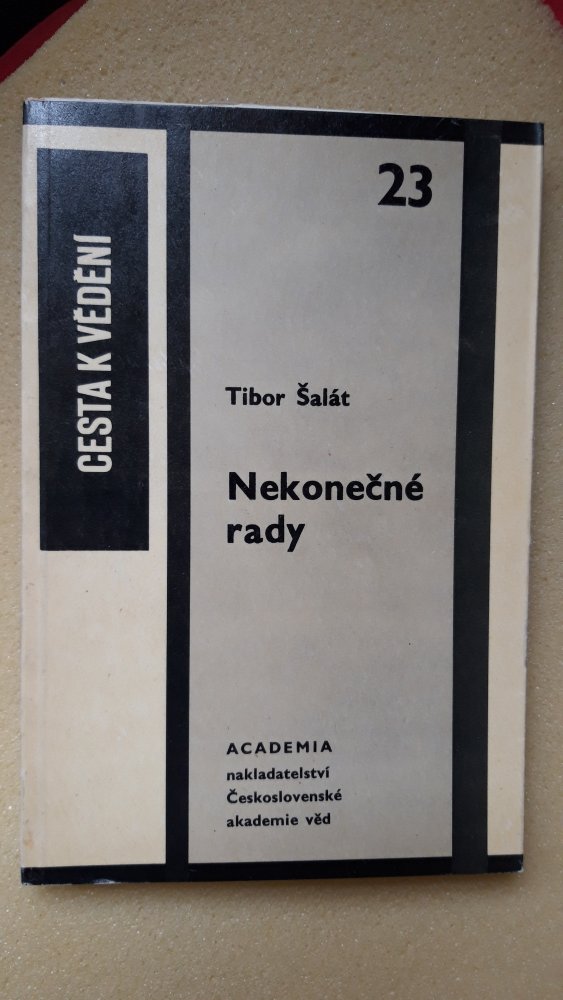 23
CESTA K VĚDĚNÍ
Tibor Šalát
Nekonečné
rady
ACADEMIA
nakladatelství
Československé
akademie věd